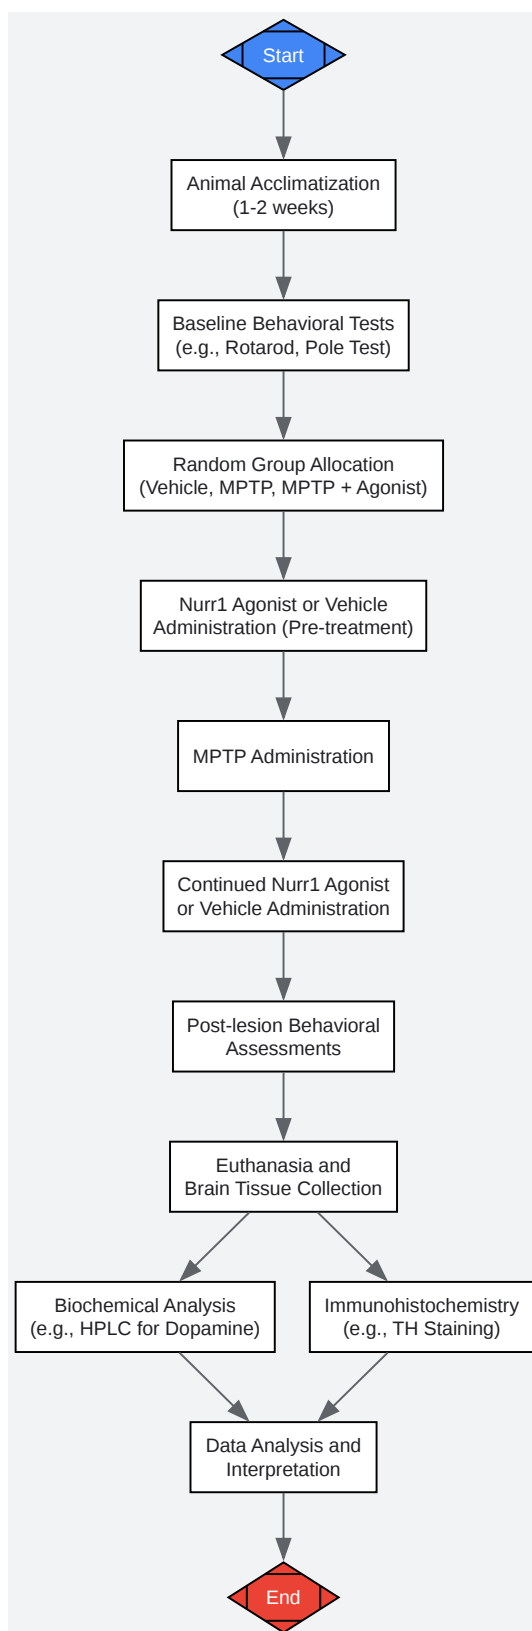 Start
Animal Acclimatization
(1-2 weeks)
Baseline Behavioral Tests
(e.g., Rotarod, Pole Test)
Random Group Allocation
(Vehicle, MPTP, MPTP + Agonist)
Nurr1 Agonist or Vehicle
Administration (Pre-treatment)
MPTP Administration
Continued Nurr1 Agonist
or Vehicle Administration
Post-lesion Behavioral
Assessments
Euthanasia and
Brain Tissue Collection
Biochemical Analysis
(e.g., HPLC for Dopamine)
Immunohistochemistry
(e.g., TH Staining)
Data Analysis and
Interpretation
End